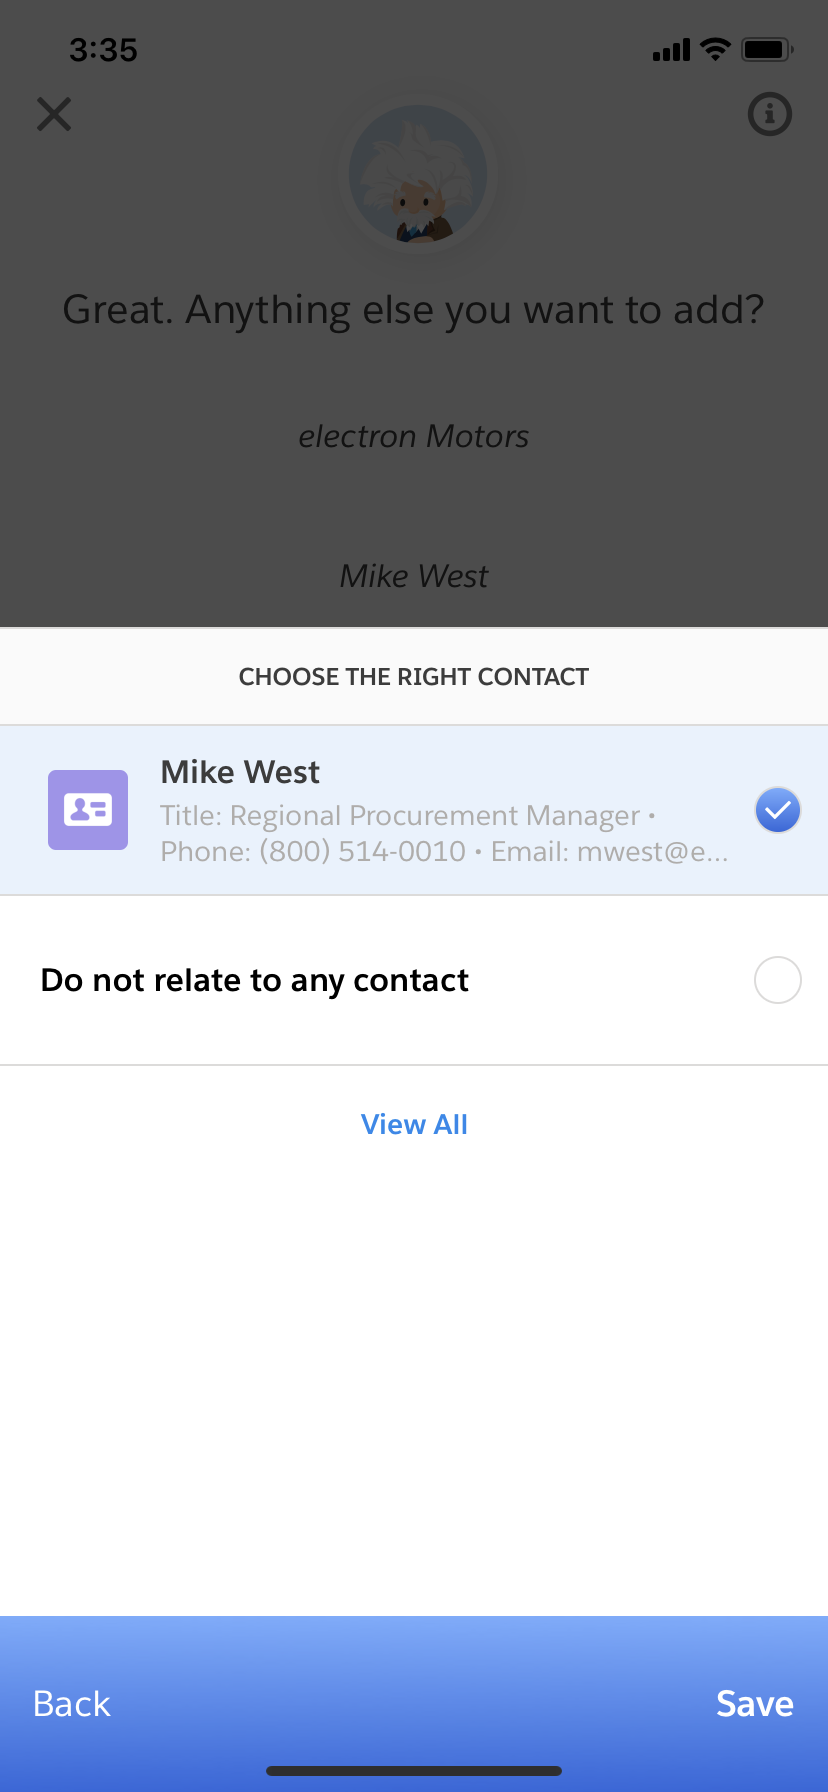 3:35
Great. Anything else you want to add?
electron Motors
Mike West
CHOOSE THE RIGHT CONTACT
Mike West
Title: Regional Procurement Manager •
Phone: (800) 514-0010 • Email: mwest@e...
Do not relate to any contact
View All
Back
Save